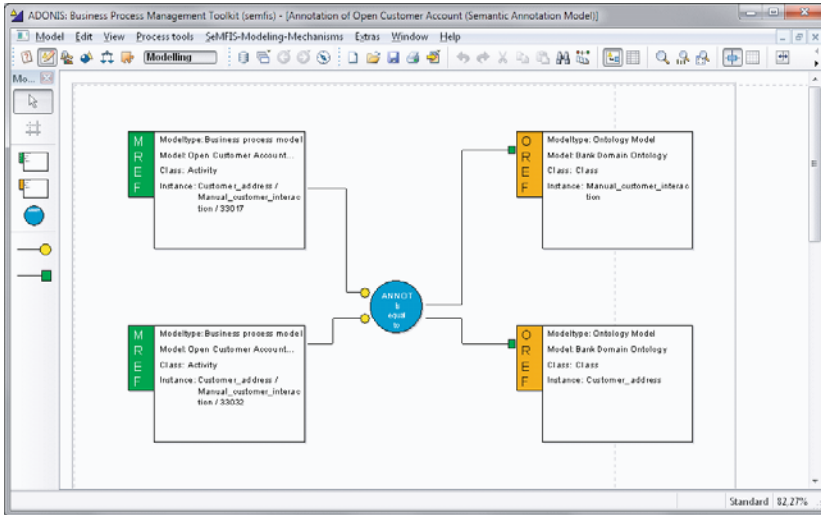 ADONIS: Business Process Management Toolkit (semfis) - [Annotation of Open Customer Account (Semantic Annotation Model)]
Model Edit View Process tools SeMFIS-Modeling-Mechanisms Extras Window Help
Modelling
Mo...
M
R
E
F
Modeltype: Business process model
Model: Open Customer Account...
Class: Activity
Instance: Customer_address /
Manual_customer_interac
tion / 33017
O
R
E
F
Modeltype: Ontology Model
Model: Bank Domain Ontology
Class: Class
Instance: Manual_customer_interac
tion
ANNOT
is
equal
to
M
R
E
F
Modeltype: Business process model
Model: Open Customer Account...
Class: Activity
Instance: Customer_address /
Manual_customer_interac
tion / 33032
O
R
E
F
Modeltype: Ontology Model
Model: Bank Domain Ontology
Class: Class
Instance: Customer_address
Standard 82,27%